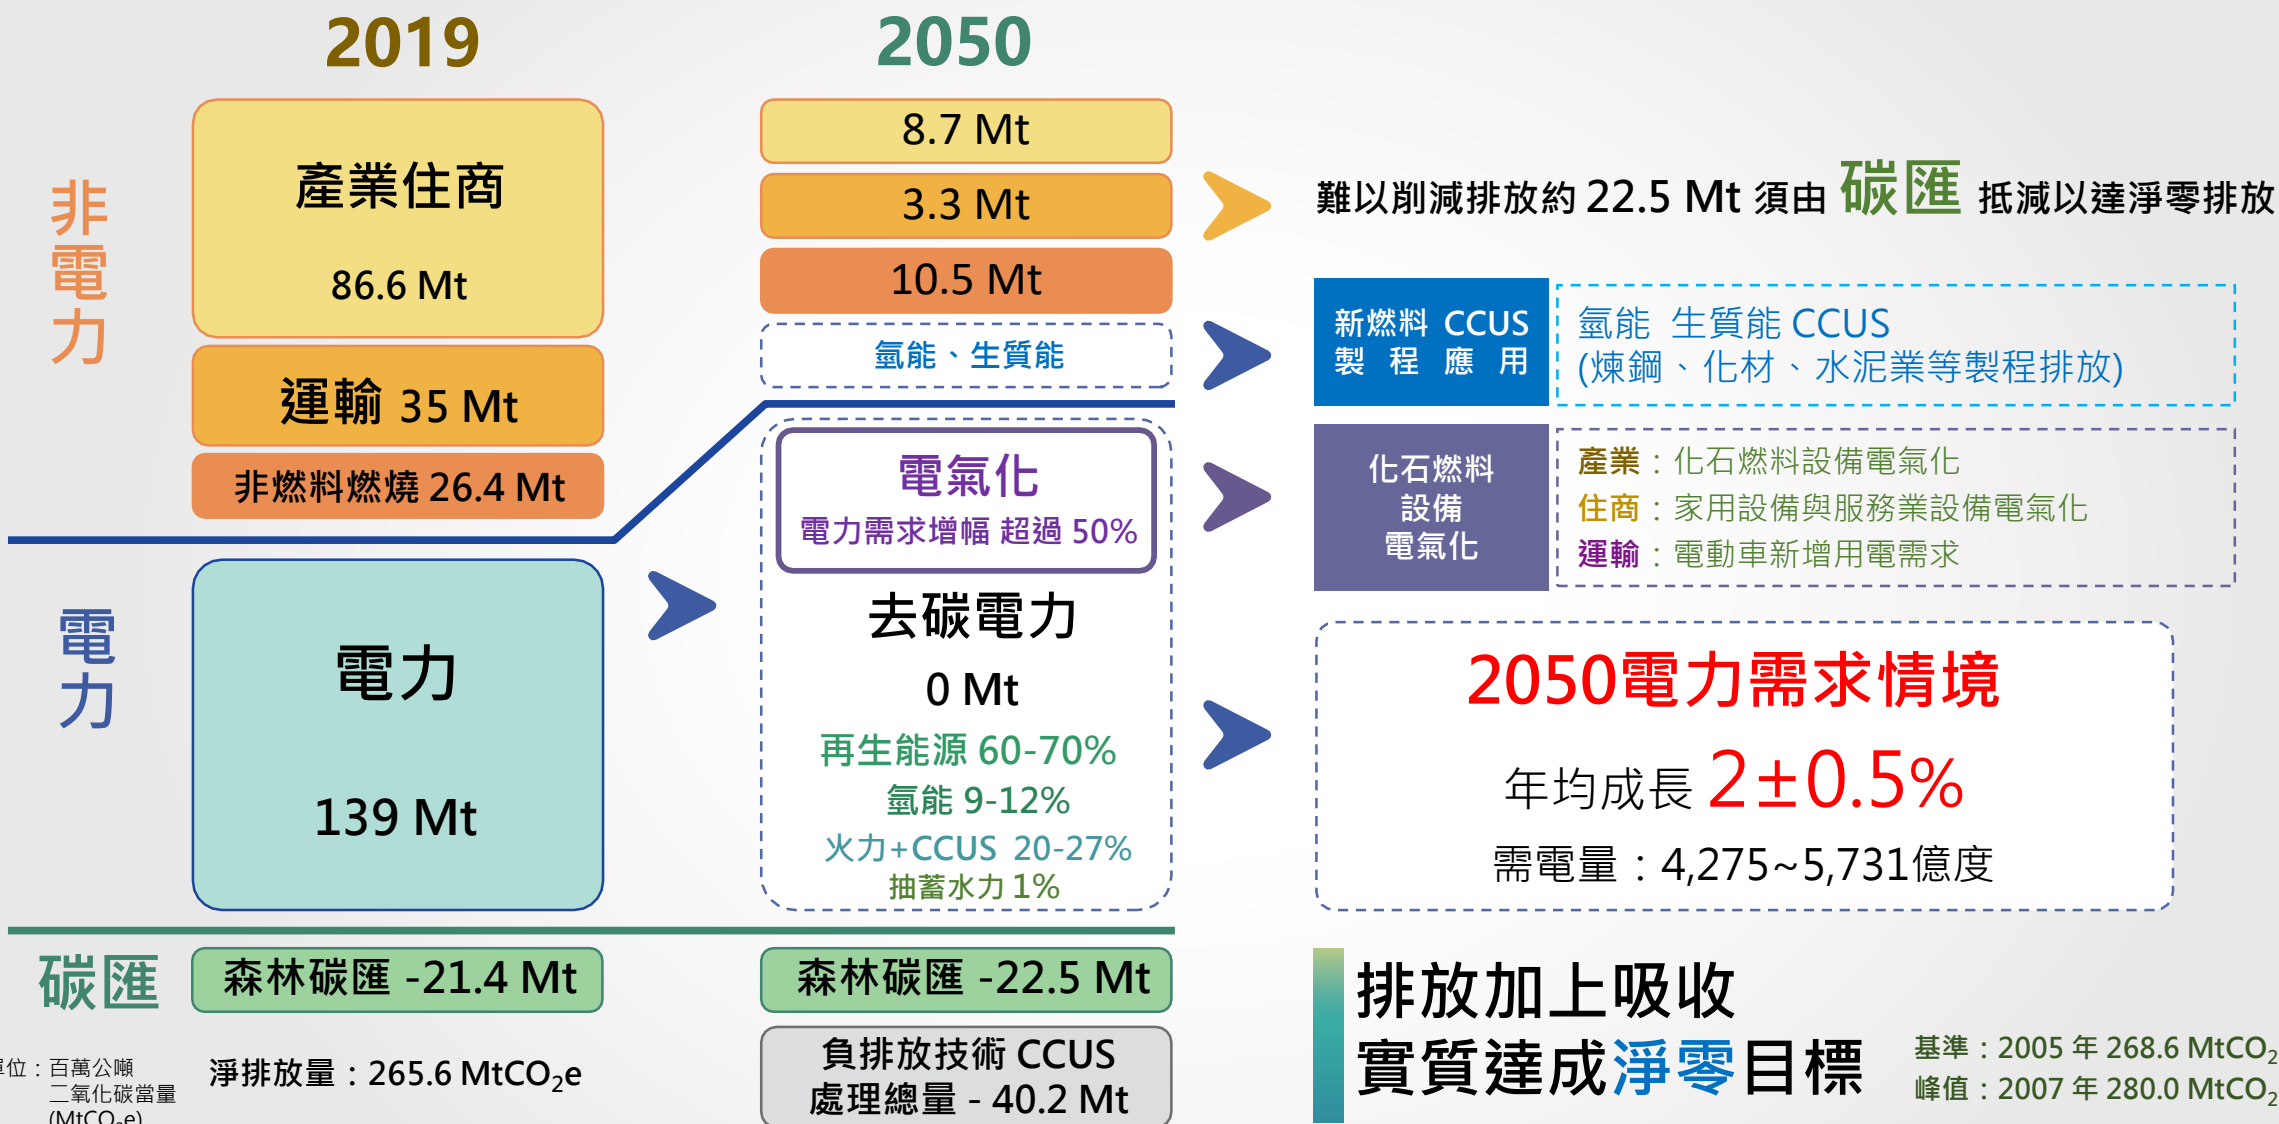 2019
2050
非電力
產業住商
86.6 Mt
運輸 35 Mt
非燃料燃燒 26.4 Mt
8.7 Mt
3.3 Mt
10.5 Mt
氫能、生質能
難以削減排放約 22.5 Mt 須由 碳匯 抵減以達淨零排放
新燃料 CCUS
製程應用
氫能 生質能 CCUS
(煉鋼、化材、水泥業等製程排放)
電力
電力
139 Mt
電氣化
電力需求增幅 超過 50%
去碳電力
0 Mt
再生能源 60-70%
氫能 9-12%
火力+CCUS 20-27%
抽蓄水力 1%
化石燃料
設備
電氣化
產業：化石燃料設備電氣化
住商：家用設備與服務業設備電氣化
運輸：電動車新增用電需求
2050電力需求情境
年均成長 2±0.5%
需電量：4,275~5,731億度
碳匯
森林碳匯 -21.4 Mt
森林碳匯 -22.5 Mt
淨排放量：265.6 MtCO₂e
負排放技術 CCUS
處理總量 - 40.2 Mt
單位：百萬公噸
二氧化碳當量
(MtCO₂e)
排放加上吸收
實質達成淨零目標
基準：2005 年 268.6 MtCO₂
峰值：2007 年 280.0 MtCO₂